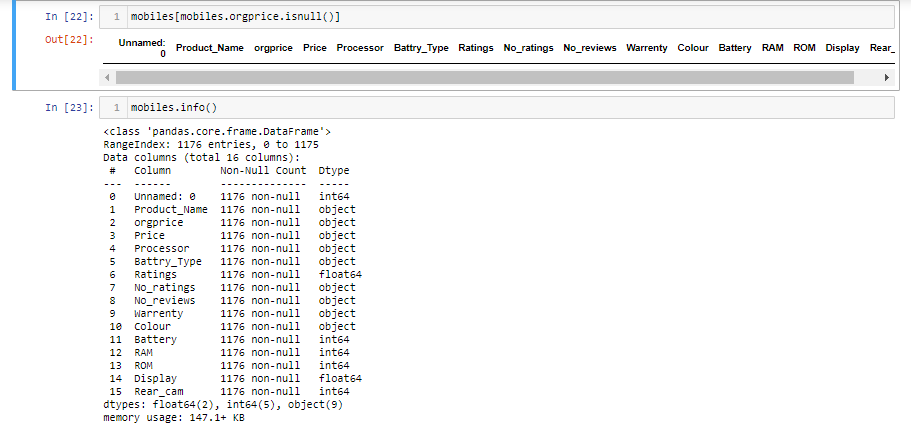 In [22]: 1 mobiles[mobiles.orgprice.isnull()]
Out[22]:
Unnamed: 0 Product_Name orgprice Price Processor Battry_Type Ratings No_ratings No_reviews Warrenty Colour Battery RAM ROM Display Rear_
In [23]: 1 mobiles.info()
<class 'pandas.core.frame.DataFrame'>
RangeIndex: 1176 entries, 0 to 1175
Data columns (total 16 columns):
# Column Non-Null Count Dtype
--- ------ -------------- -----
0 Unnamed: 0 1176 non-null int64
1 Product_Name 1176 non-null object
2 orgprice 1176 non-null object
3 Price 1176 non-null object
4 Processor 1176 non-null object
5 Battry_Type 1176 non-null object
6 Ratings 1176 non-null float64
7 No_ratings 1176 non-null object
8 No_reviews 1176 non-null object
9 Warrenty 1176 non-null object
10 Colour 1176 non-null object
11 Battery 1176 non-null int64
12 RAM 1176 non-null int64
13 ROM 1176 non-null int64
14 Display 1176 non-null float64
15 Rear_cam 1176 non-null int64
dtypes: float64(2), int64(5), object(9)
memory usage: 147.1+ KB